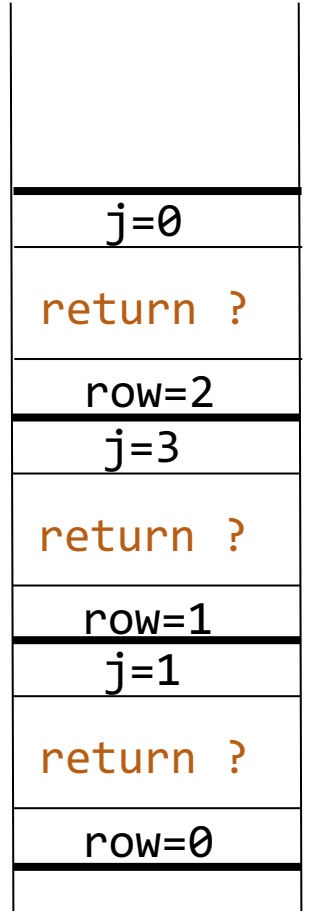 j=0
return ?
row=2
j=3
return ?
row=1
j=1
return ?
row=0